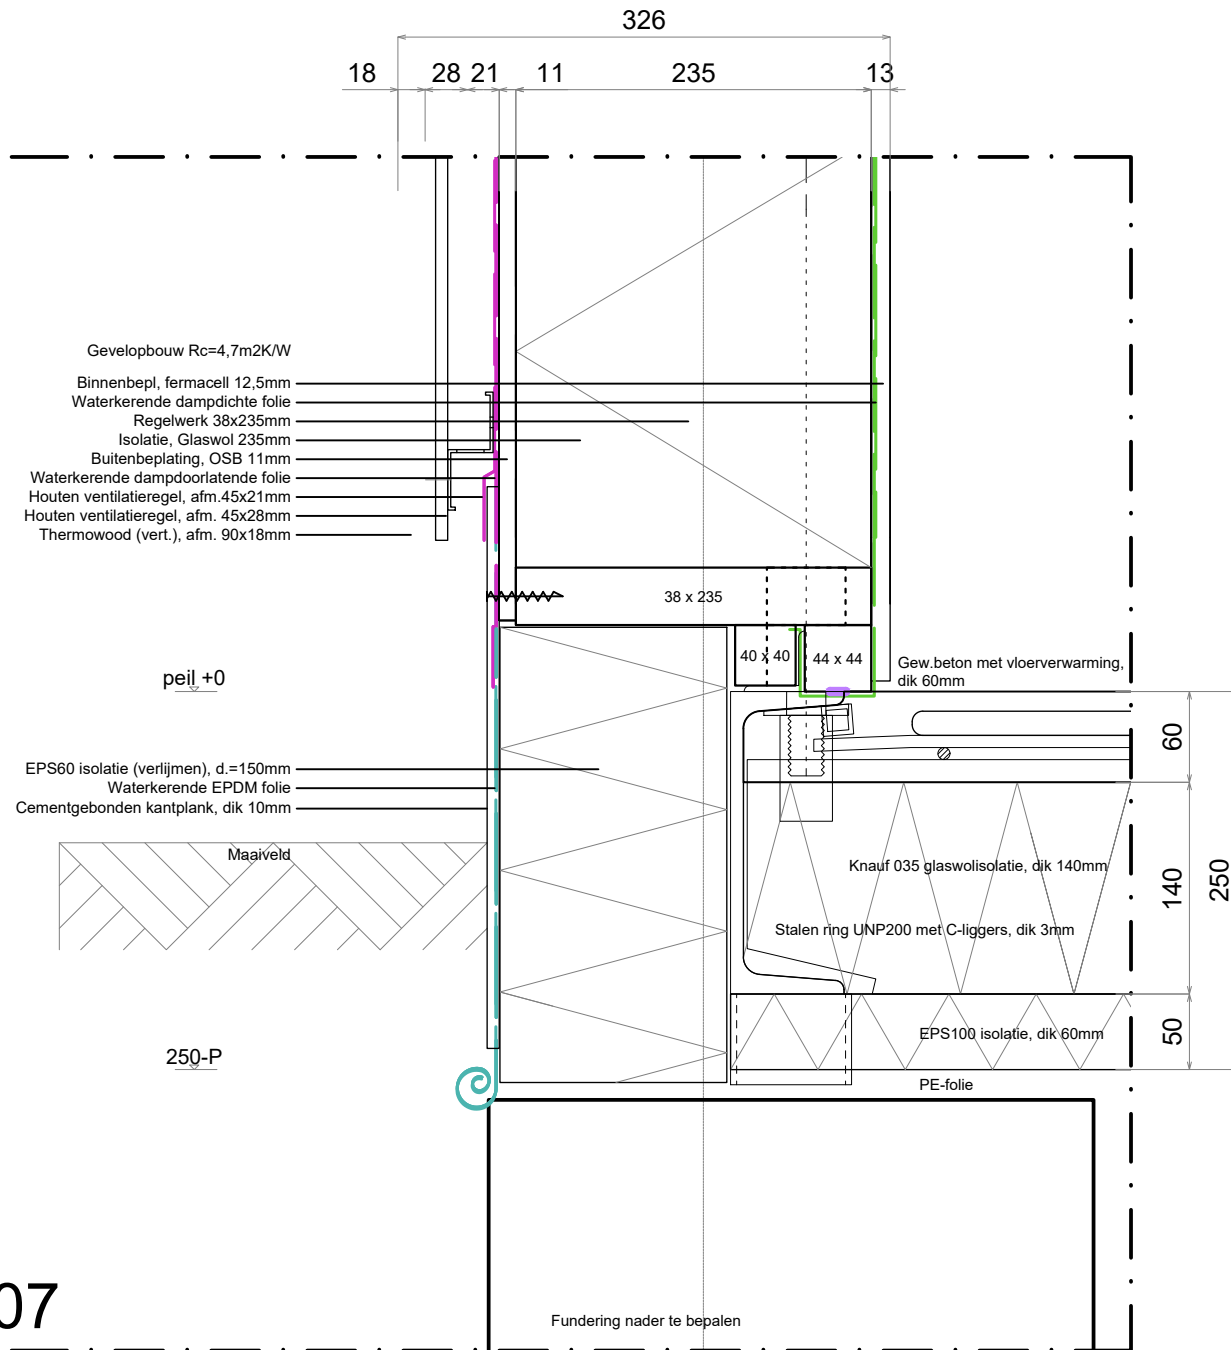 326
18 28 21 11 235 13
Gevelopbouw Rc=4,7m2K/W
Binnenbepl, fermacell 12,5mm
Waterkerende dampdichte folie
Regelwerk 38x235mm
Isolatie, Glaswol 235mm
Buitenbeplating, OSB 11mm
Waterkerende dampdoorlatende folie
Houten ventilatieregel, afm.45x21mm
Houten ventilatieregel, afm. 45x28mm
Thermowood (vert.), afm. 90x18mm
38 x 235
40 x 40
44 x 44
Gew.beton met vloerverwarming,
dik 60mm
peil +0
60
EPS60 isolatie (verlijmen), d.=150mm
Waterkerende EPDM folie
Cementgebonden kantplank, dik 10mm
Maaiveld
Knauf 035 glaswolisolatie, dik 140mm
140
250
Stalen ring UNP200 met C-liggers, dik 3mm
EPS100 isolatie, dik 60mm
50
250-P
PE-folie
07
Fundering nader te bepalen